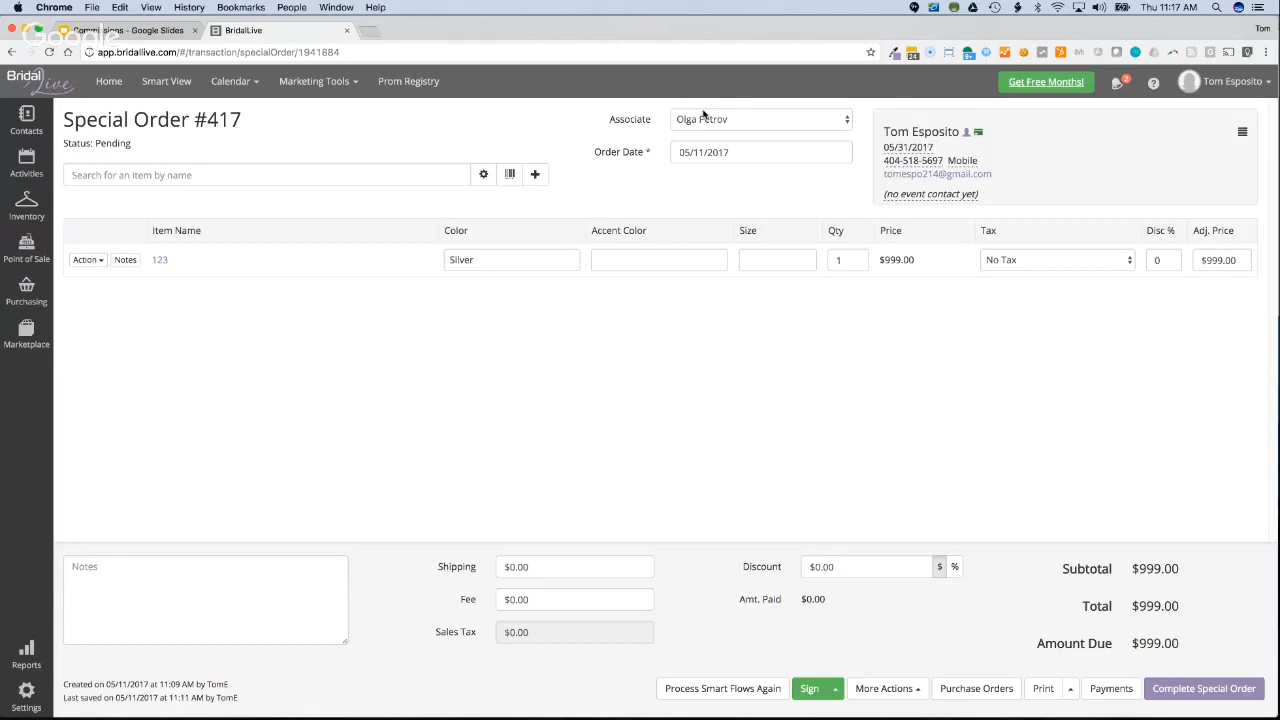 Chrome File Edit View History Bookmarks People Window Help Thu 11:17 AM
Commissions - Google Slides BridalLive Tom
Google
app.bridallive.com/#/transaction/specialOrder/1941884
Bridal Live Home Smart View Calendar Marketing Tools Prom Registry Get Free Months! 2 Tom Esposito
Contacts
Activities
Inventory
Point of Sale
Purchasing
Marketplace
Reports
Settings
Special Order #417
Status: Pending
Search for an item by name
Associate Olga Petrov
Order Date * 05/11/2017
Tom Esposito
05/31/2017
404-518-5697 Mobile
tomespo214@gmail.com
(no event contact yet)
Item Name Color Accent Color Size Qty Price Tax Disc % Adj. Price
Action Notes 123 Silver 1 $999.00 No Tax 0 $999.00
Notes
Shipping $0.00
Fee $0.00
Sales Tax $0.00
Discount $0.00 $ %
Amt. Paid $0.00
Subtotal $999.00
Total $999.00
Amount Due $999.00
Created on 05/11/2017 at 11:09 AM by TomE
Last saved on 05/11/2017 at 11:11 AM by TomE
Process Smart Flows Again Sign More Actions Purchase Orders Print Payments Complete Special Order